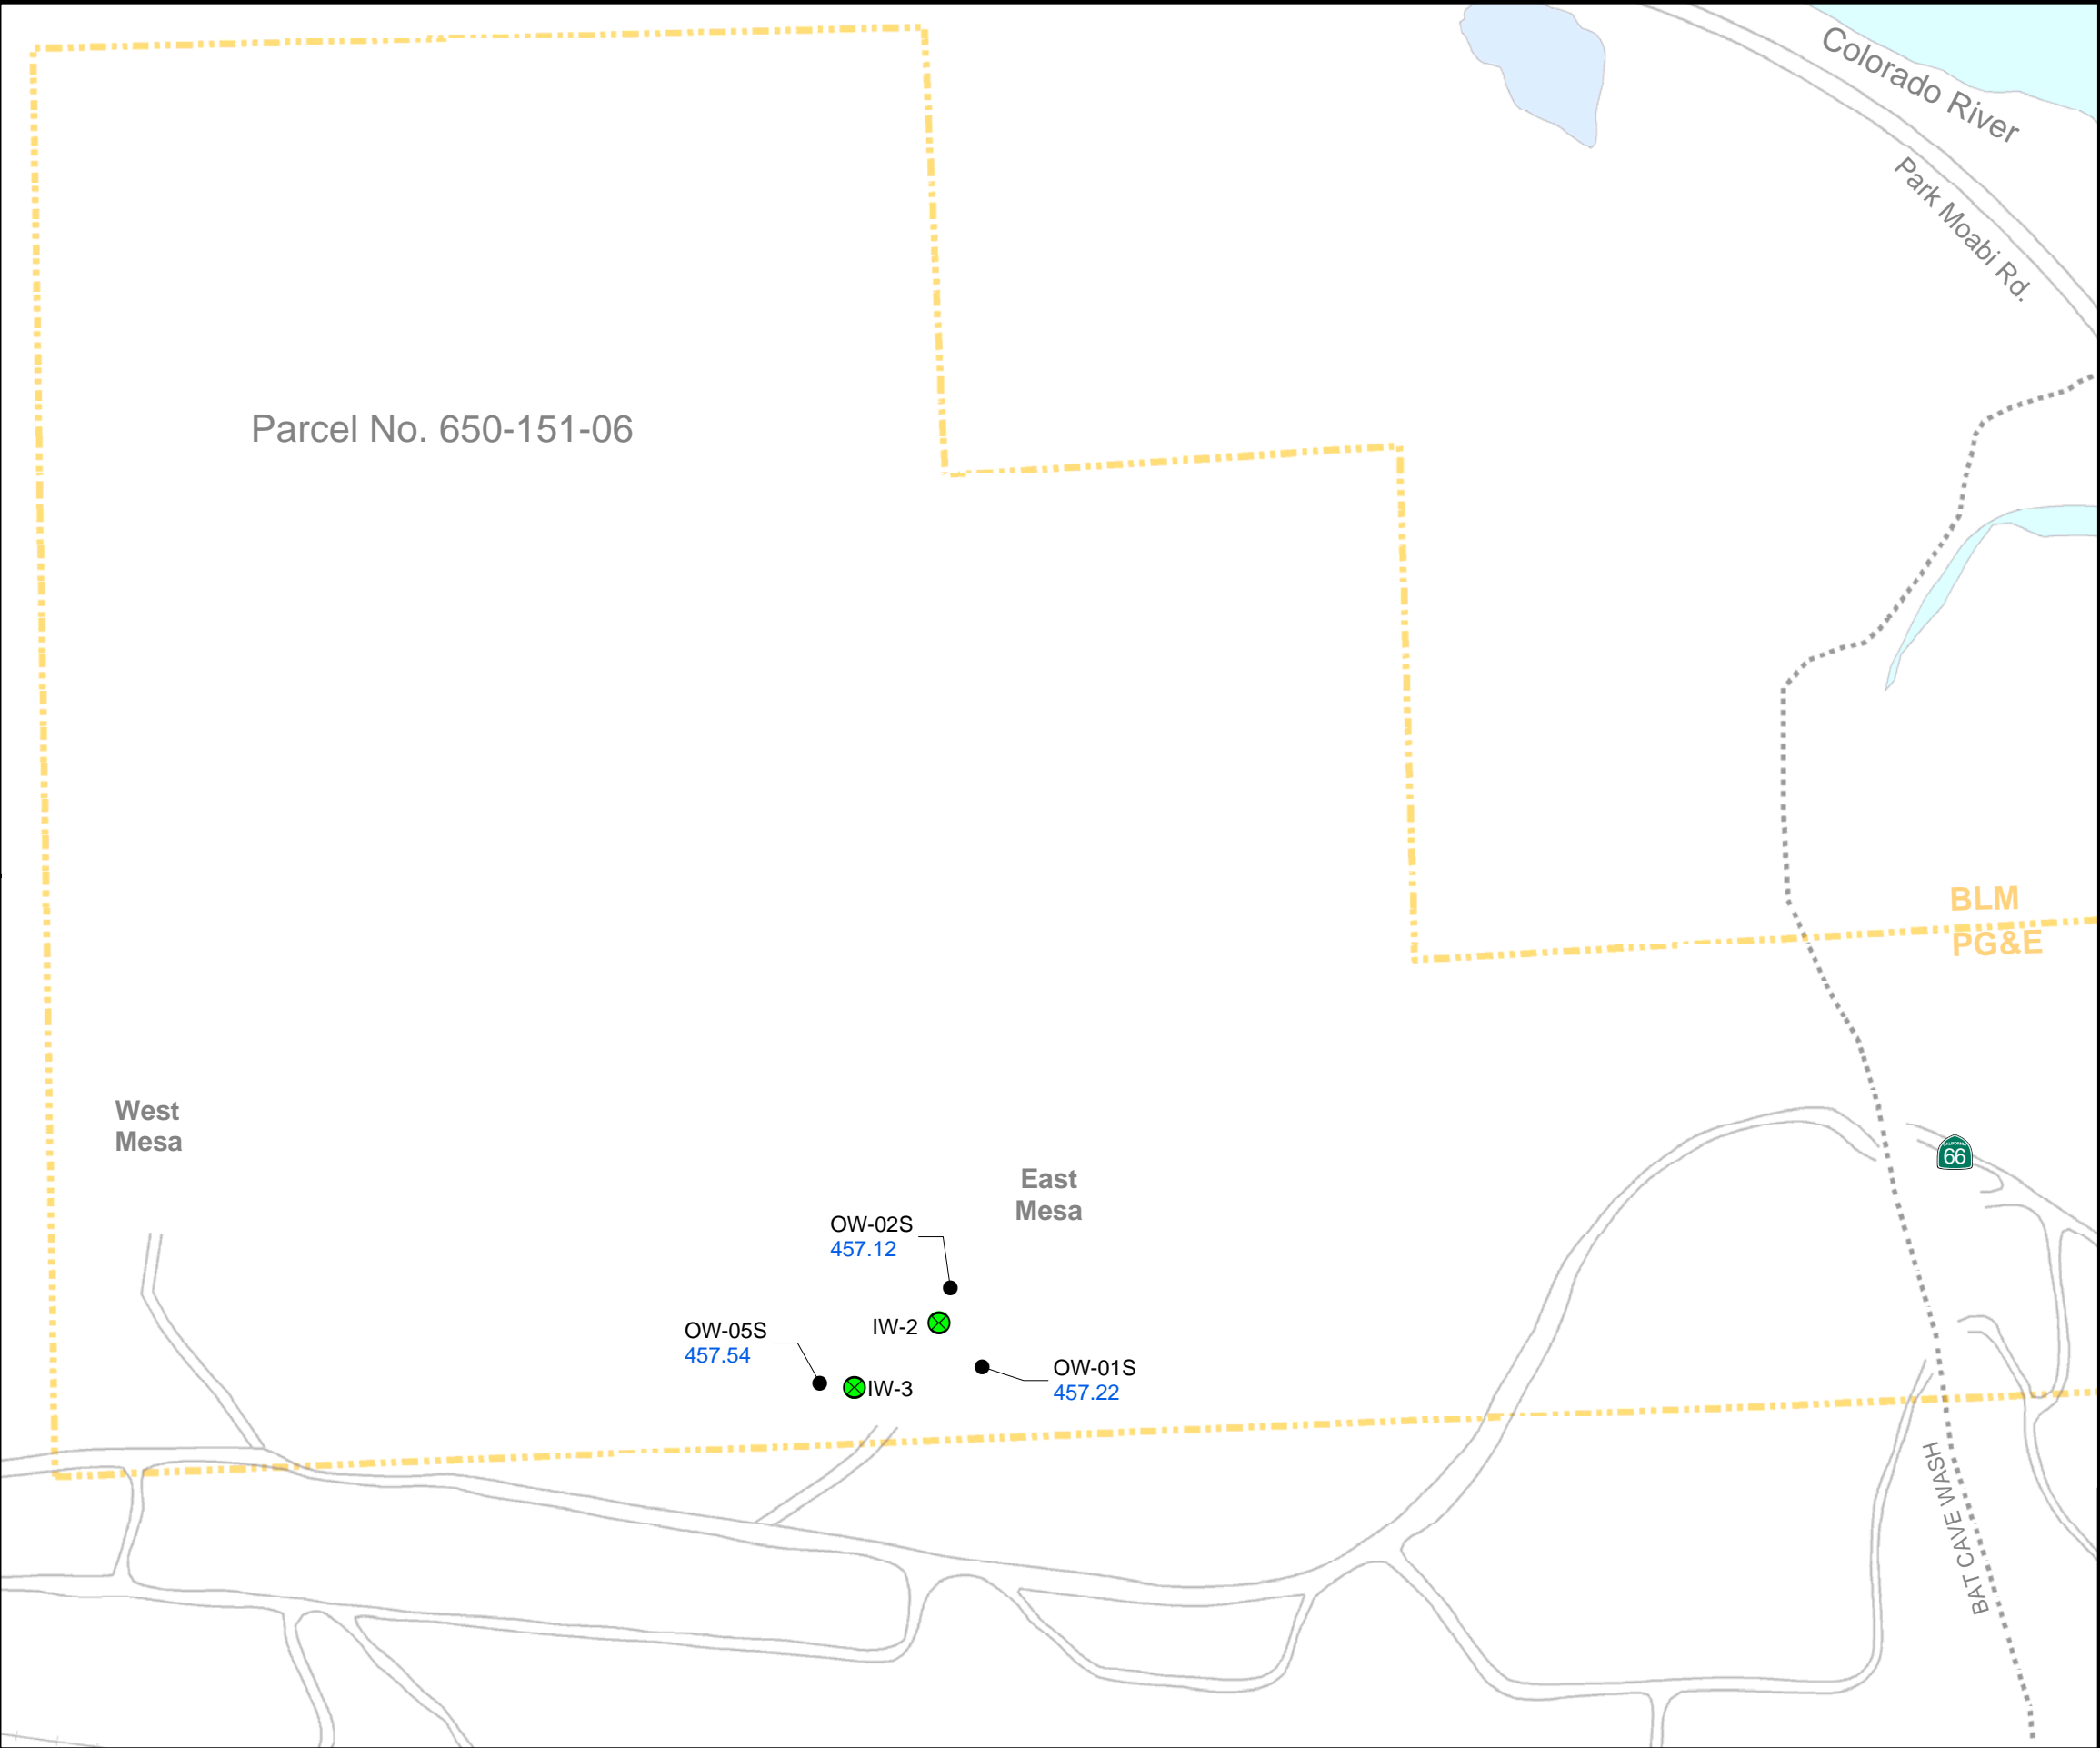 Colorado River
Park Moabi Rd.
Parcel No. 650-151-06
BLM
PG&E
West
Mesa
East
Mesa
CALIFORNIA
66
OW-02S
457.12
IW-2
OW-05S
457.54
IW-3
OW-01S
457.22
BAT CAVE WASH